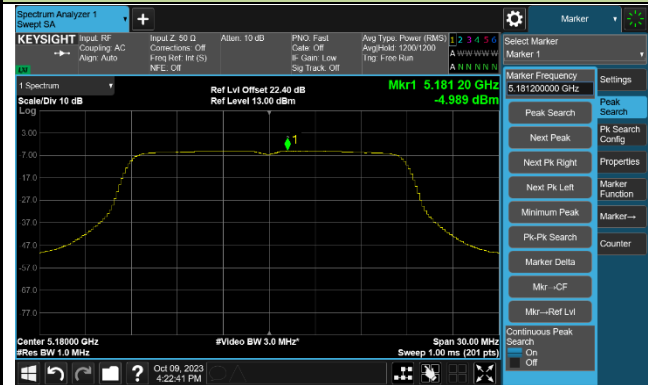 Spectrum Analyzer 1
Swept SA
Marker
KEYSIGHT
Input: RF
Coupling: AC
Align: Auto
Input Z: 50 Ω
Corrections: Off
Freq Ref: Int (S)
NFE: Off
Atten: 10 dB
PNO: Fast
Gate: Off
IF Gain: Low
Sig Track: Off
Avg Type: Power (RMS)
Avg|Hold: 1200/1200
Trig: Free Run
1 2 3 4 5 6
A W W W W W
A N N N N N
Select Marker
Marker 1
1 Spectrum
Scale/Div 10 dB
Log
Ref Lvl Offset 22.40 dB
Ref Level 13.00 dBm
Mkr1 5.181 20 GHz
-4.989 dBm
3.00
-7.00
-17.0
-27.0
-37.0
-47.0
-57.0
-67.0
-77.0
1
Center 5.18000 GHz
#Res BW 1.0 MHz
#Video BW 3.0 MHz*
Span 30.00 MHz
Sweep 1.00 ms (201 pts)
Marker Frequency
5.181200000 GHz
Peak Search
Next Peak
Next Pk Right
Next Pk Left
Minimum Peak
Pk-Pk Search
Marker Delta
Mkr→CF
Mkr→Ref Lvl
Continuous Peak
Search
On
Off
Settings
Peak
Search
Pk Search
Config
Properties
Marker
Function
Marker→
Counter
Oct 09, 2023
4:22:41 PM